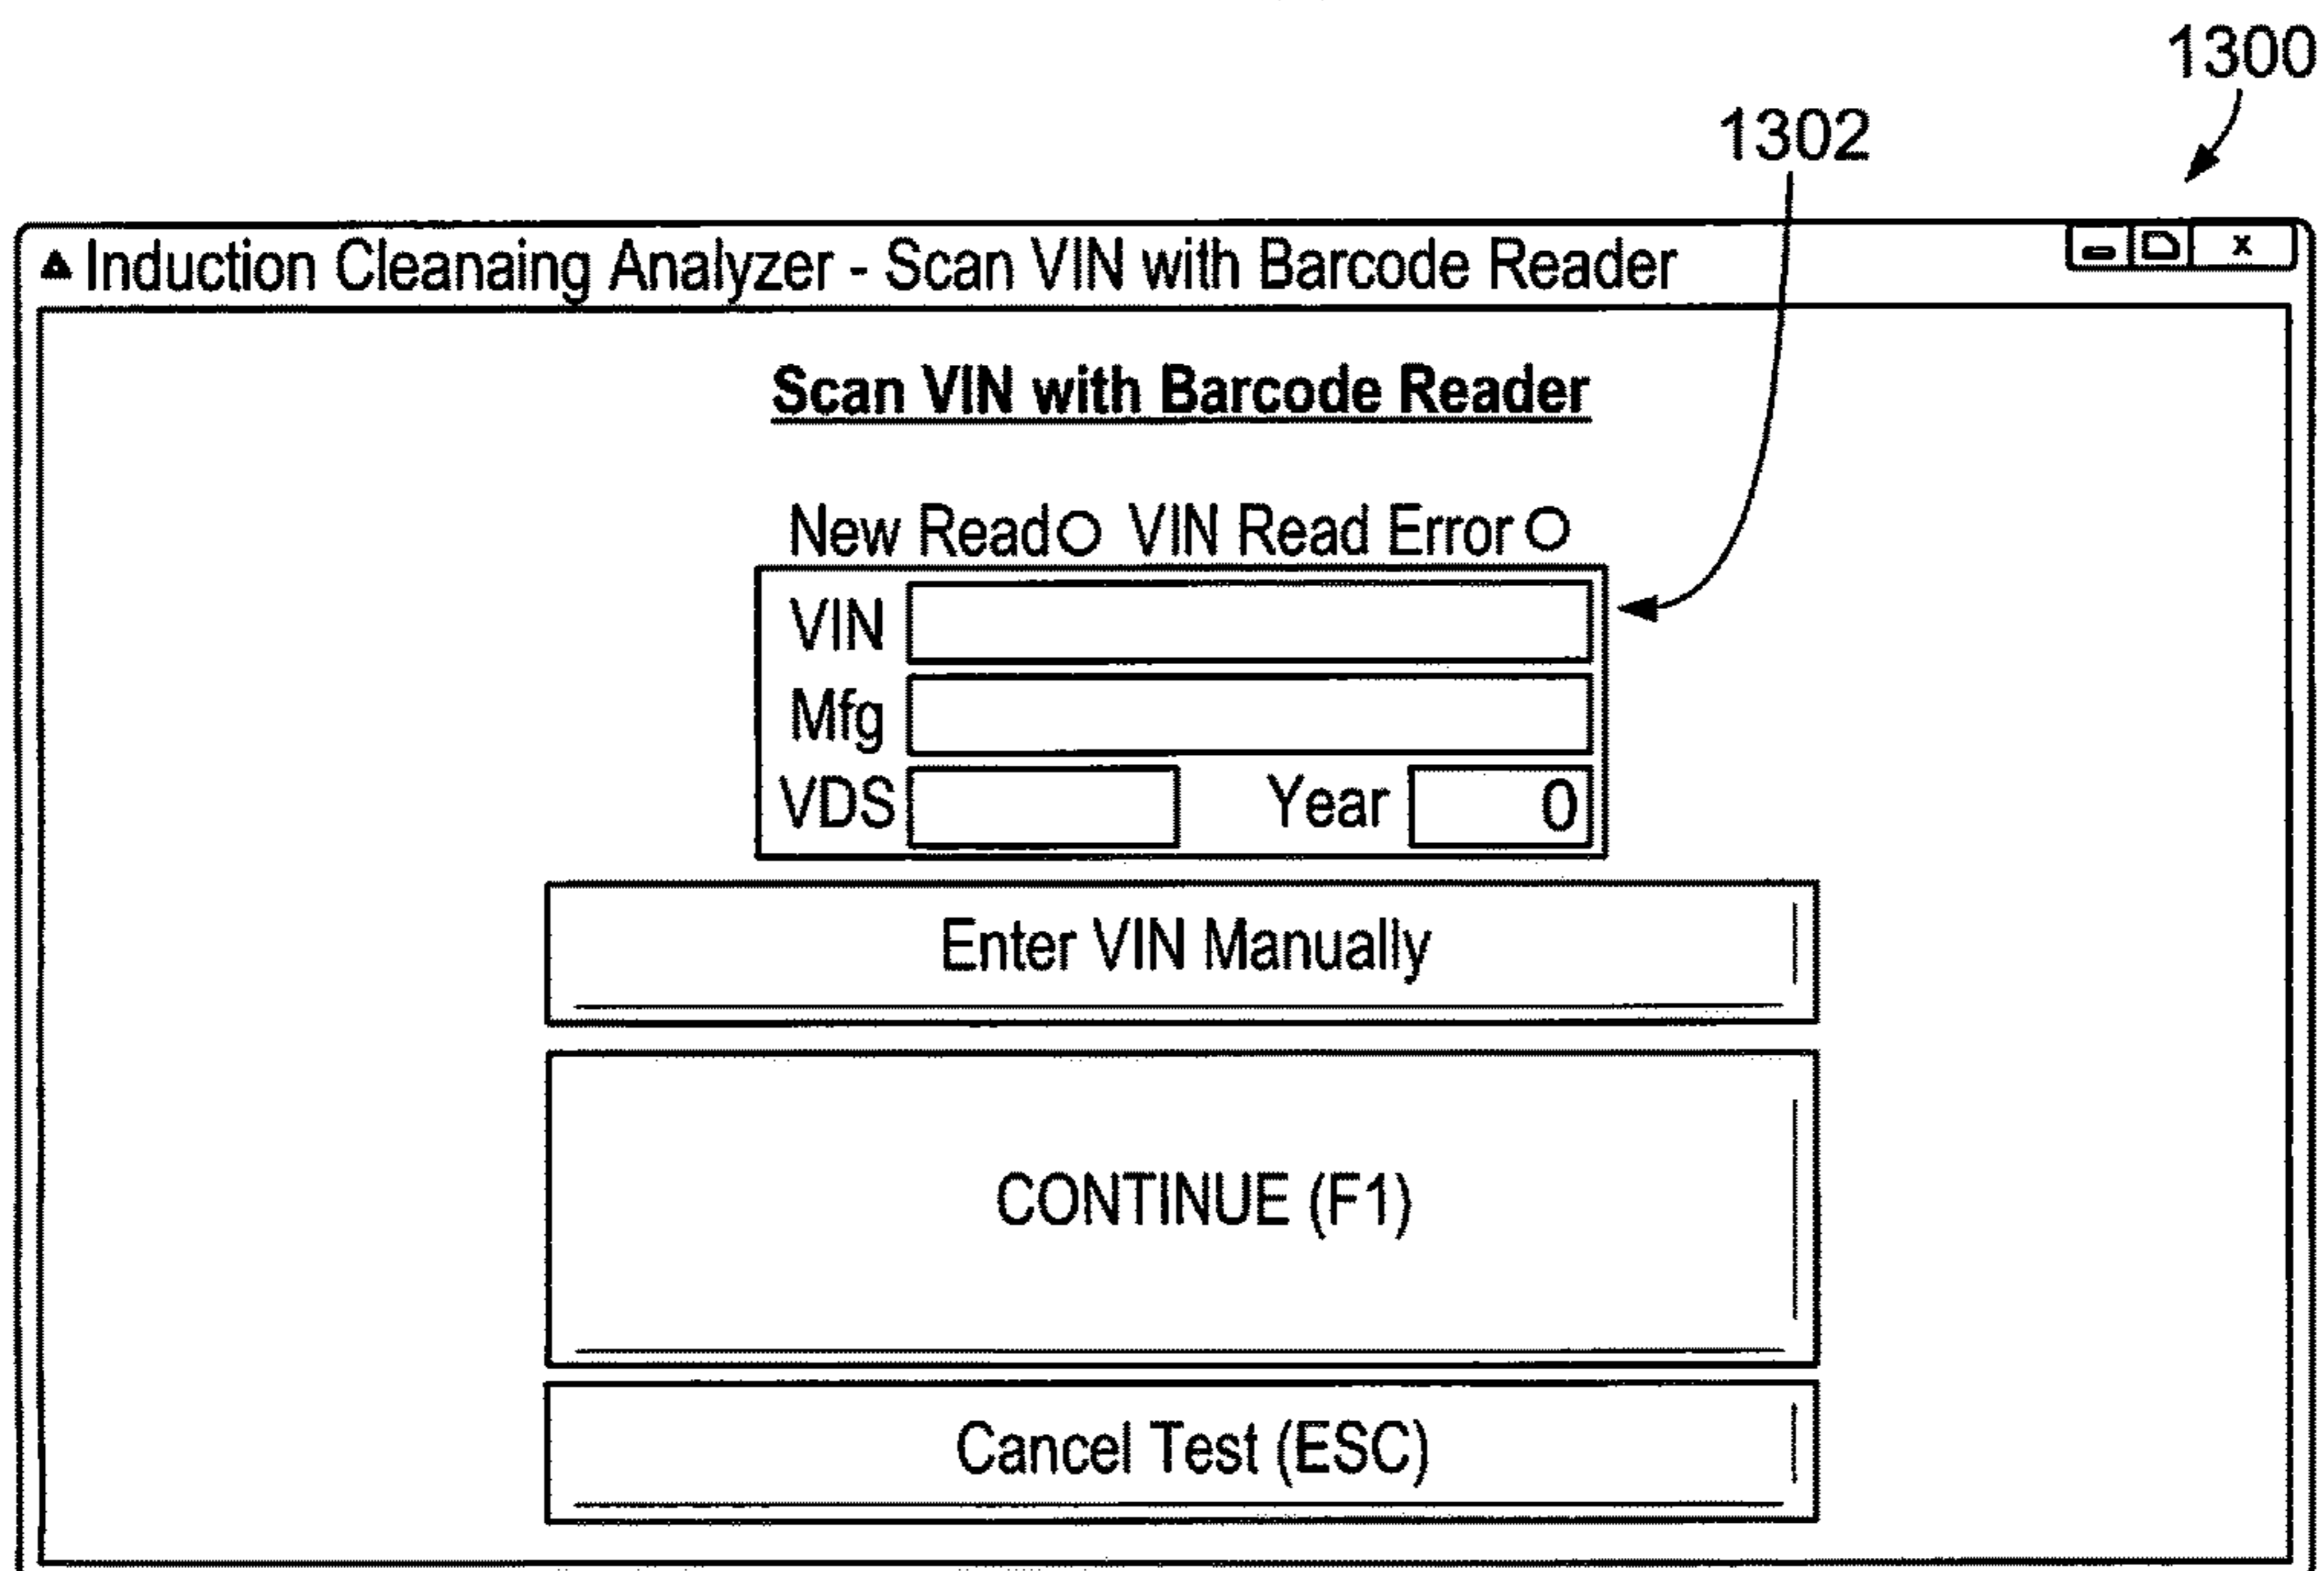 1300
1302
Induction Cleanaing Analyzer - Scan VIN with Barcode Reader
x
Scan VIN with Barcode Reader
New Read VIN Read Error
VIN
Mfg
VDS Year 0
Enter VIN Manually
CONTINUE (F1)
Cancel Test (ESC)